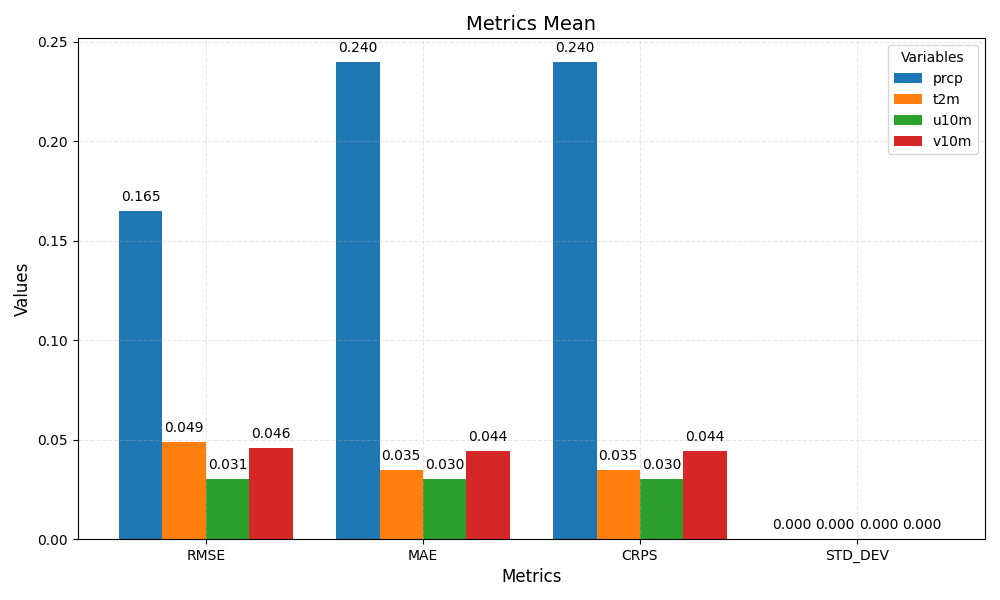 Metrics Mean
0.25
0.20
0.15
0.10
0.05
0.00
Values
0.165
0.049
0.031
0.046
0.240
0.035
0.030
0.044
0.240
0.035
0.030
0.044
0.000 0.000 0.000 0.000
Variables
prcp
t2m
u10m
v10m
RMSE MAE CRPS STD_DEV
Metrics